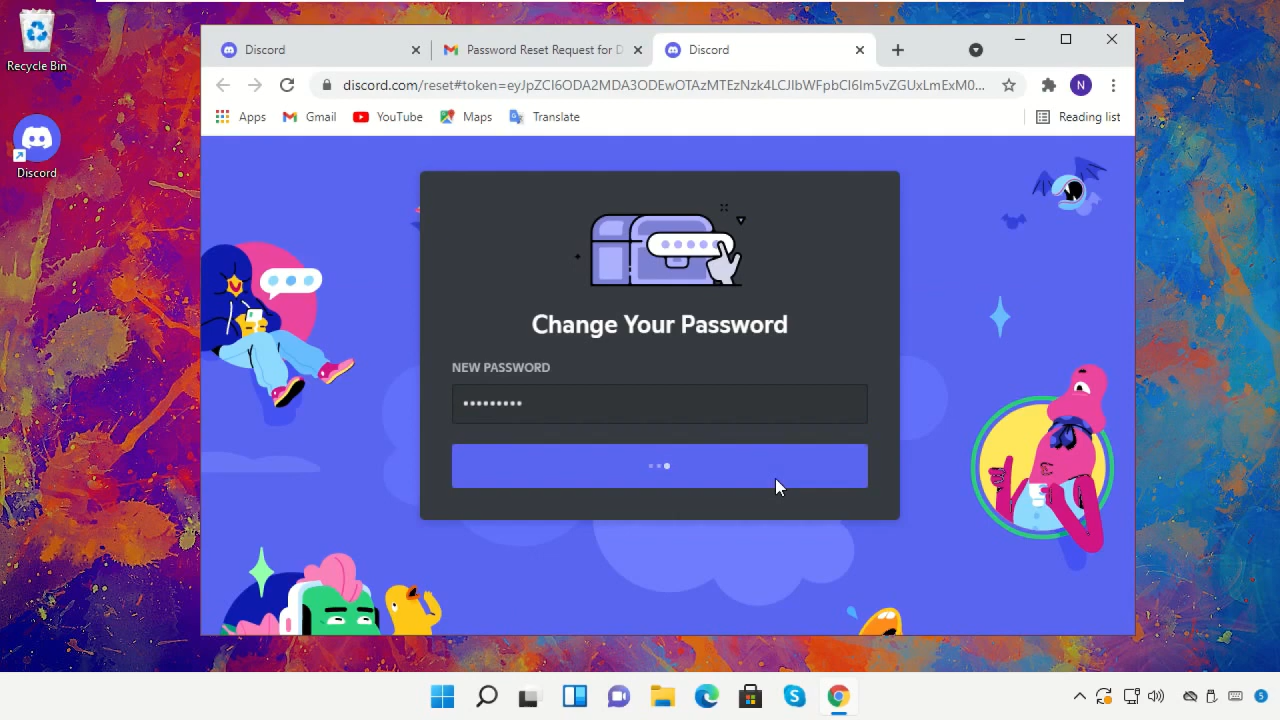 Recycle Bin
Discord
Discord
Password Reset Request for D
Discord
discord.com/reset#token=eyJpZCI6ODA2MDA3ODEwOTAzMTEzNzk4LCJlbWFpbCI6Im5vZGUxLmExM0...
N
Apps
Gmail
YouTube
Maps
Translate
Reading list
Change Your Password
NEW PASSWORD
•••••••••
5